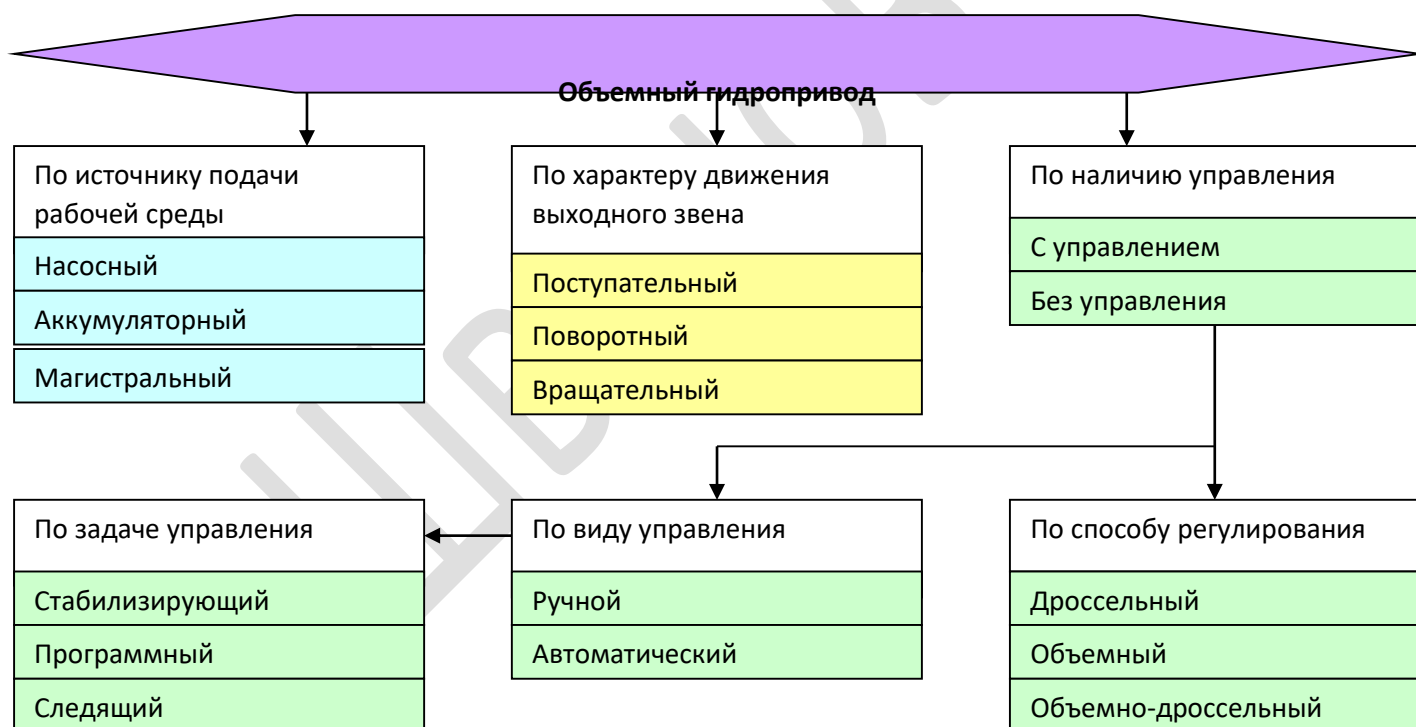 Объемный гидропривод
По источнику подачи
рабочей среды
Насосный
Аккумуляторный
Магистральный
По характеру движения
выходного звена
Поступательный
Поворотный
Вращательный
По наличию управления
С управлением
Без управления
По задаче управления
Стабилизирующий
Программный
Следящий
По виду управления
Ручной
Автоматический
По способу регулирования
Дроссельный
Объемный
Объемно-дроссельный